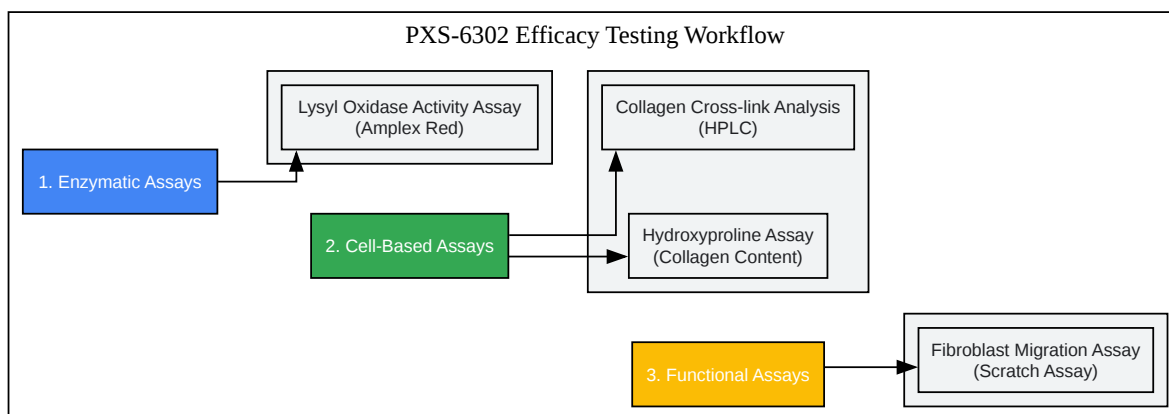 PXS-6302 Efficacy Testing Workflow
Lysyl Oxidase Activity Assay
(Amplex Red)
Collagen Cross-link Analysis
(HPLC)
1. Enzymatic Assays
2. Cell-Based Assays
Hydroxyproline Assay
(Collagen Content)
3. Functional Assays
Fibroblast Migration Assay
(Scratch Assay)